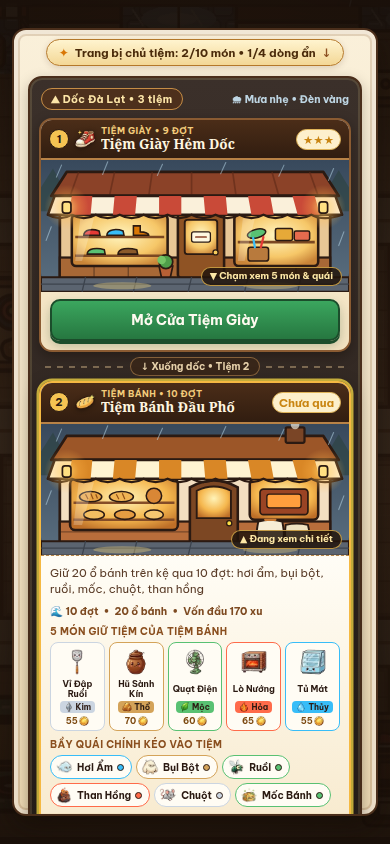 ✦ Trang bị chủ tiệm: 2/10 món • 1/4 dòng ẩn ↓
▲ Dốc Đà Lạt • 3 tiệm
🌧 Mưa nhẹ • Đèn vàng
1
TIỆM GIÀY • 9 ĐỢT
Tiệm Giày Hẻm Dốc
★★★
▼ Chạm xem 5 món & quái
Mở Cửa Tiệm Giày
↓ Xuống dốc • Tiệm 2
2
TIỆM BÁNH • 10 ĐỢT
Tiệm Bánh Đầu Phố
Chưa qua
▲ Đang xem chi tiết
Giữ 20 ổ bánh trên kệ qua 10 đợt: hơi ẩm, bụi bột,
ruồi, mốc, chuột, than hồng
🌊 10 đợt • 20 ổ bánh • Vốn đầu 170 xu
5 MÓN GIỮ TIỆM CỦA TIỆM BÁNH
Vỉ Đập Ruồi
Kim
55
Hũ Sành Kín
Thổ
70
Quạt Điện
Mộc
60
Lò Nướng
Hỏa
65
Tủ Mát
Thủy
55
BẦY QUÁI CHÍNH KÉO VÀO TIỆM
Hơi Ẩm
Bụi Bột
Ruồi
Than Hồng
Chuột
Mốc Bánh